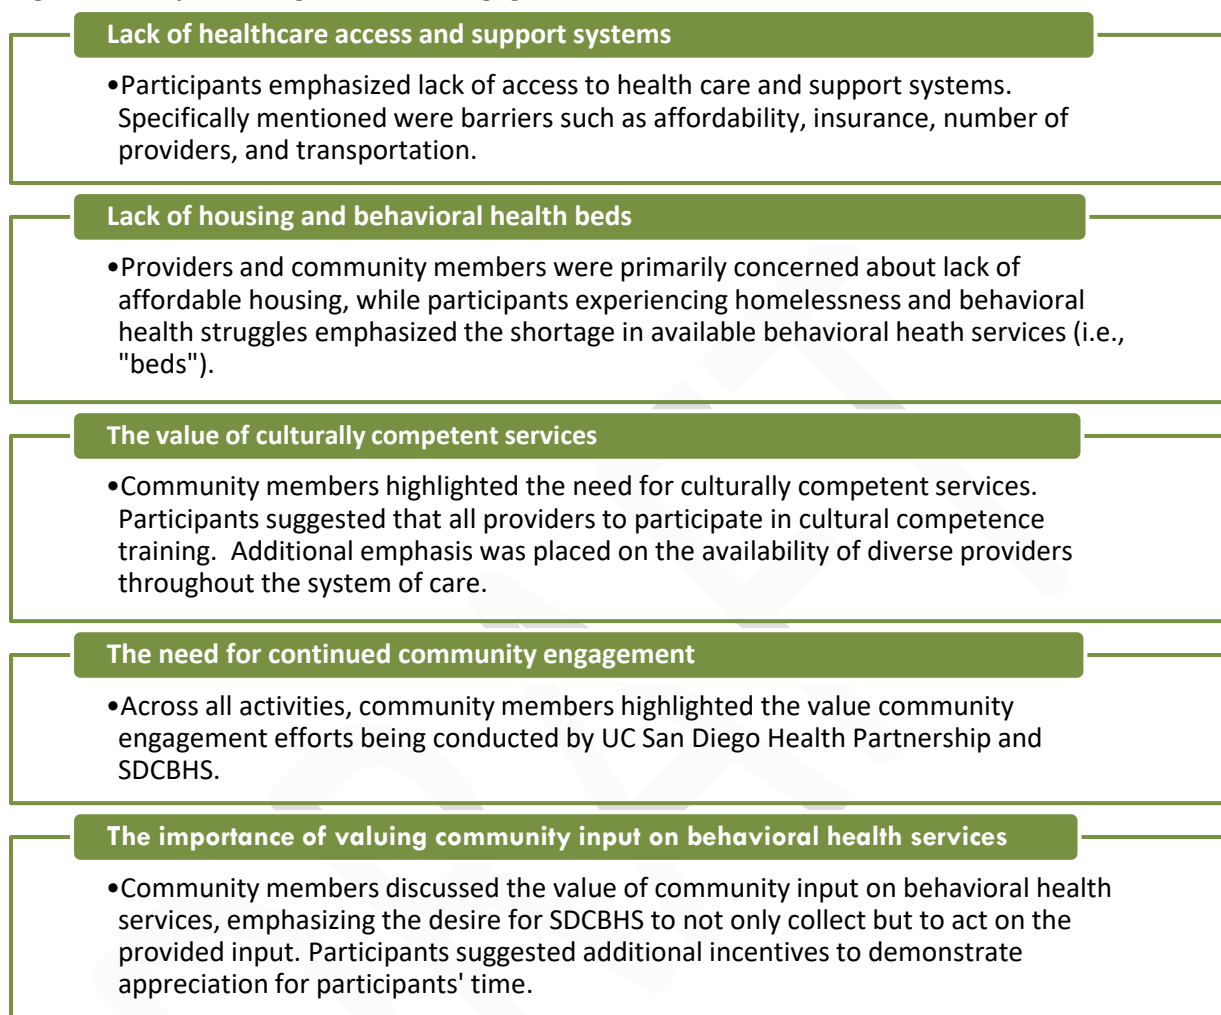 Lack of healthcare access and support systems
•Participants emphasized lack of access to health care and support systems.
Specifically mentioned were barriers such as affordability, insurance, number of
providers, and transportation.
Lack of housing and behavioral health beds
•Providers and community members were primarily concerned about lack of
affordable housing, while participants experiencing homelessness and behavioral
health struggles emphasized the shortage in available behavioral heath services (i.e.,
"beds").
The value of culturally competent services
•Community members highlighted the need for culturally competent services.
Participants suggested that all providers to participate in cultural competence
training.  Additional emphasis was placed on the availability of diverse providers
throughout the system of care.
The need for continued community engagement
•Across all activities, community members highlighted the value community
engagement efforts being conducted by UC San Diego Health Partnership and
SDCBHS.
The importance of valuing community input on behavioral health services
•Community members discussed the value of community input on behavioral health
services, emphasizing the desire for SDCBHS to not only collect but to act on the
provided input. Participants suggested additional incentives to demonstrate
appreciation for participants' time.
DRAFT